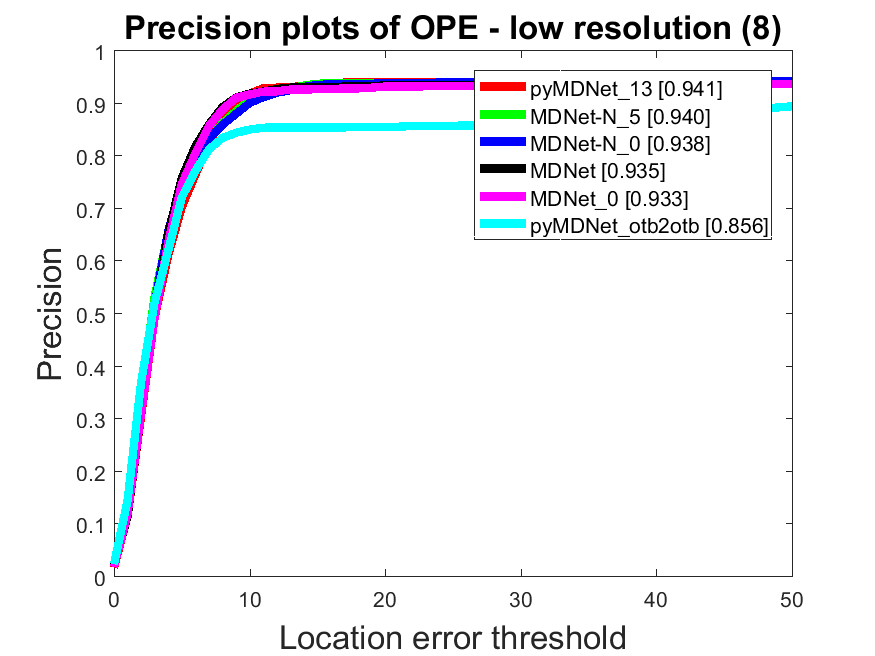 Precision plots of OPE - low resolution (8)
1
0.9
0.8
0.7
0.6
0.5
0.4
0.3
0.2
0.1
0
Precision
pyMDNet_13 [0.941]
MDNet-N_5 [0.940]
MDNet-N_0 [0.938]
MDNet [0.935]
MDNet_0 [0.933]
pyMDNet_otb2otb [0.856]
0 10 20 30 40 50
Location error threshold